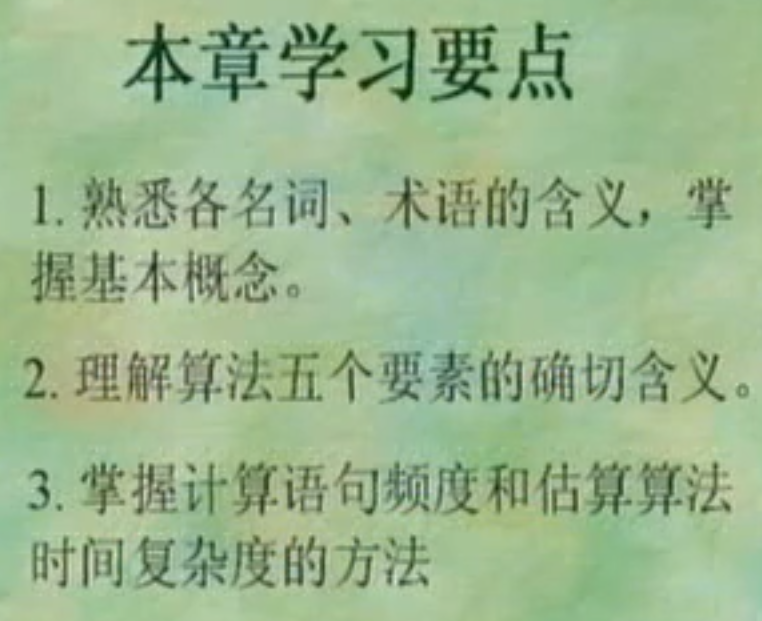 本章学习要点
1. 熟悉各名词、术语的含义，掌
握基本概念。
2. 理解算法五个要素的确切含义。
3. 掌握计算语句频度和估算算法
时间复杂度的方法